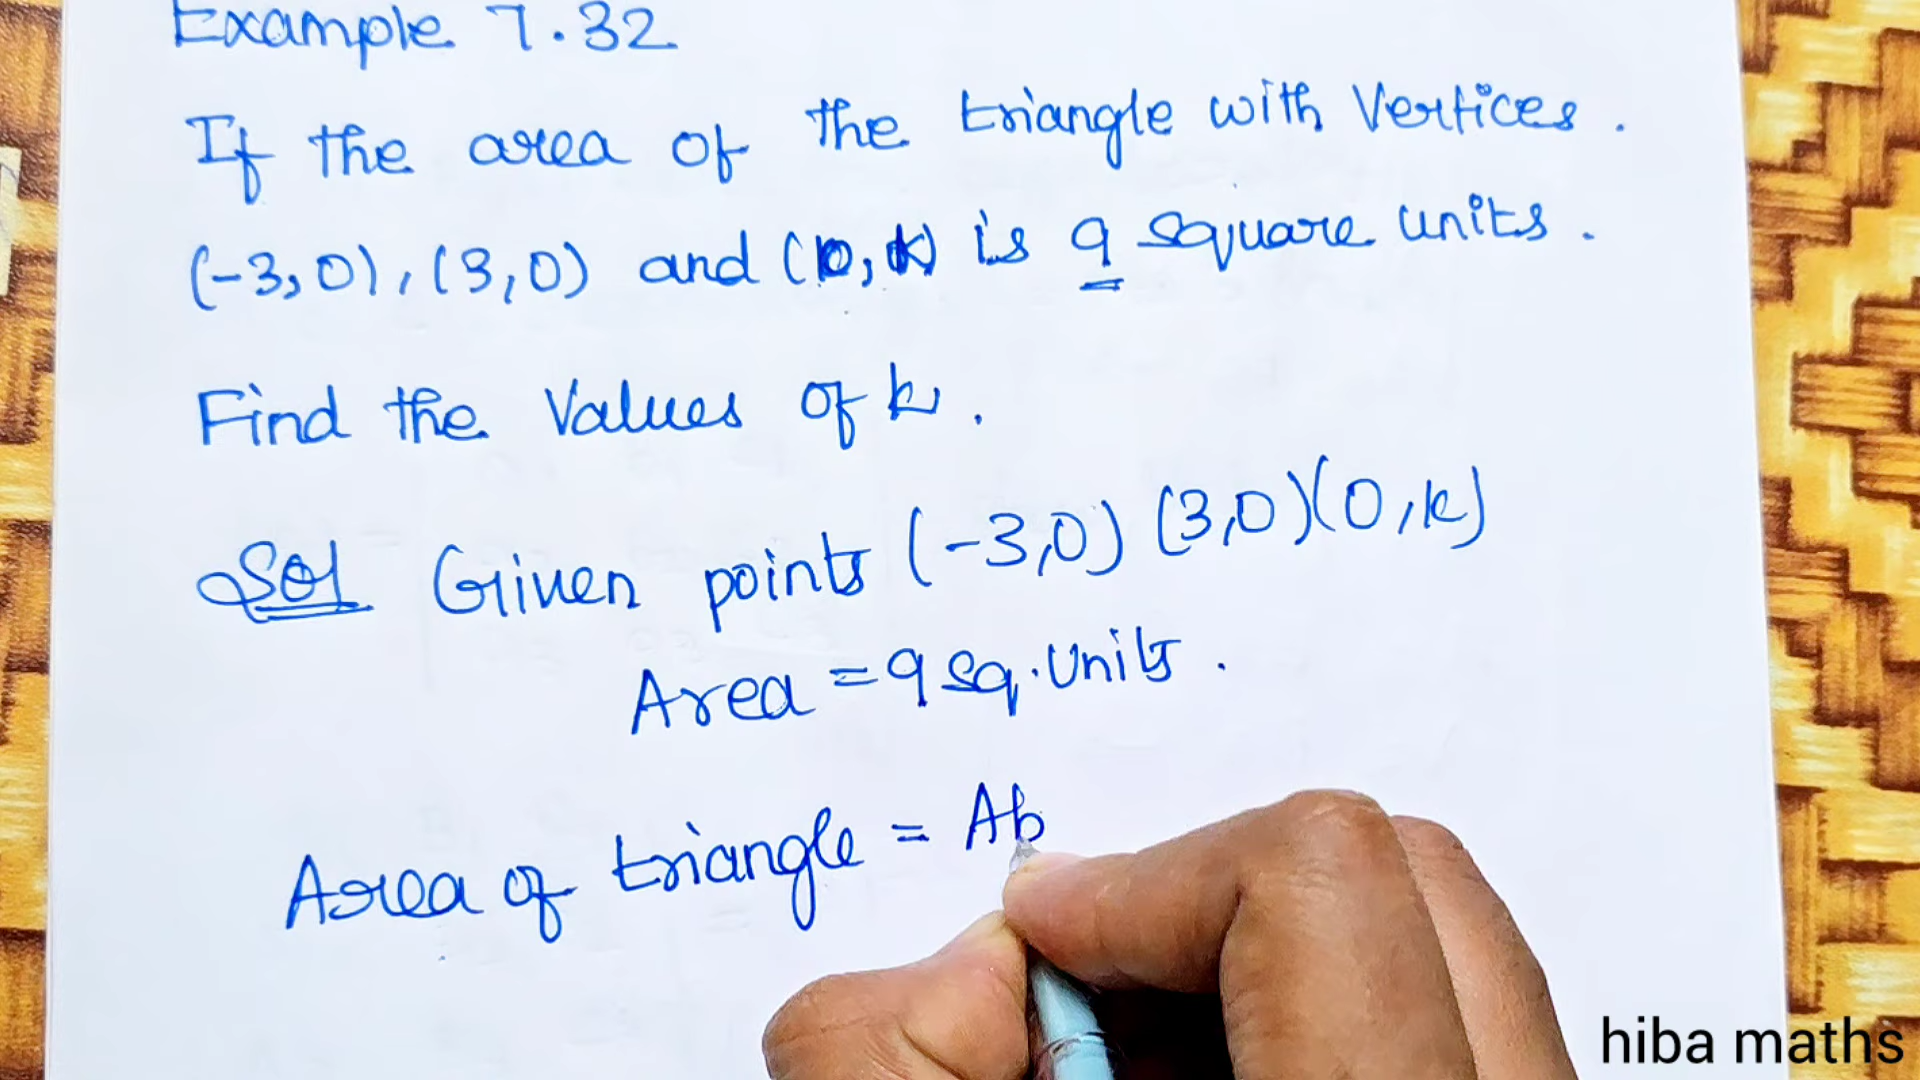 Example 7.32
If the area of the triangle with Vertices.
(-3,0), (3,0) and (0,k) is 9 square units.
Find the Values of k.
Sol Given points (-3,0) (3,0)(0,k)
Area = 9 sq. Units.
Area of triangle = Ab
hiba maths